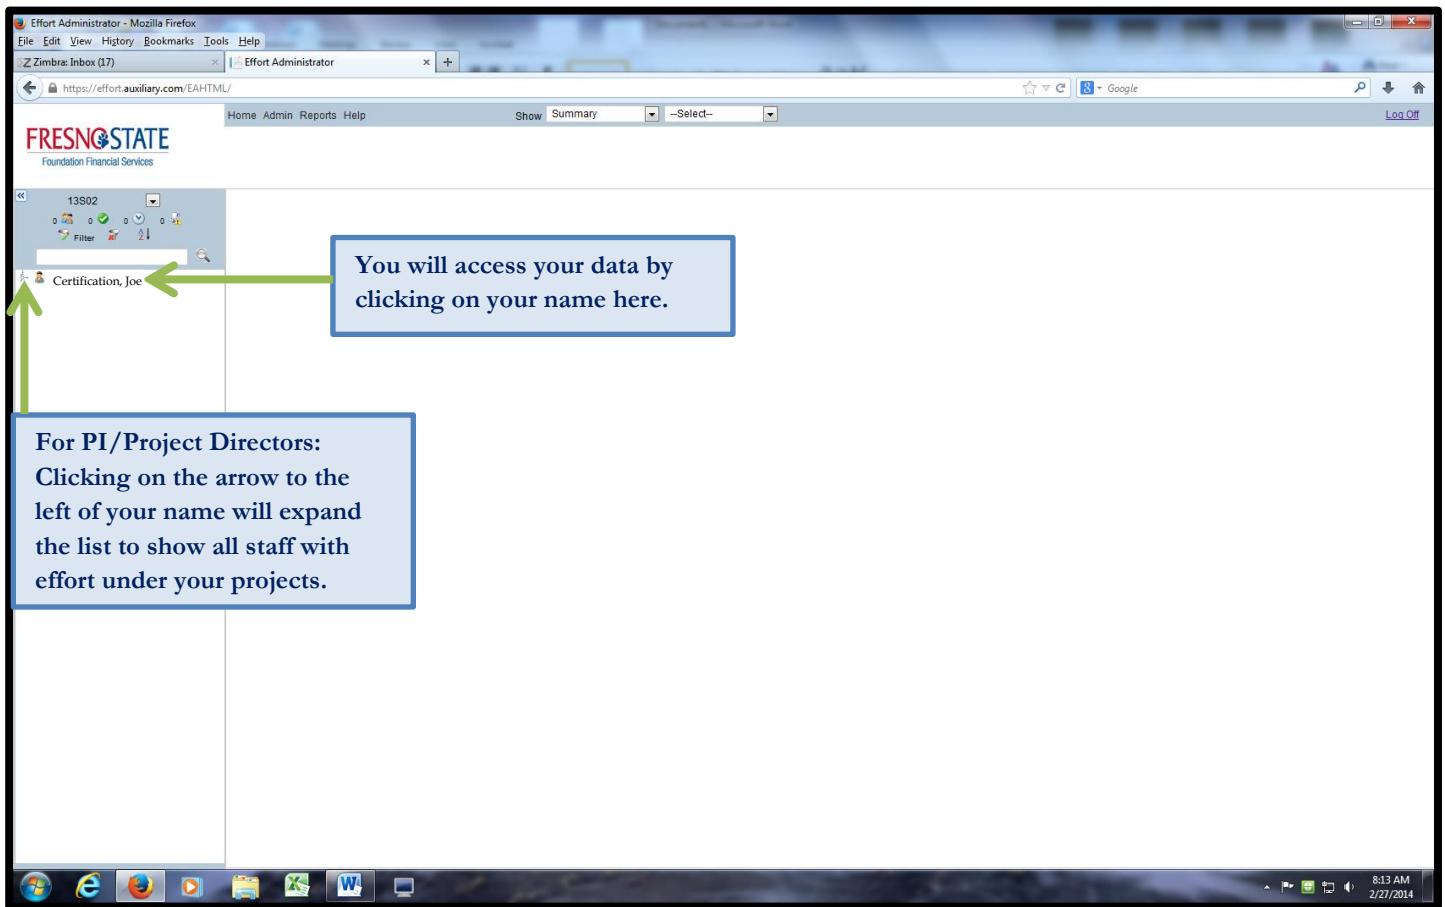 Effort Administrator - Mozilla Firefox
File Edit View History Bookmarks Tools Help
Zimbra: Inbox (17)
Effort Administrator
https://effort.auxiliary.com/EAHTML/
Google
Home Admin Reports Help
Show Summary --Select--
Log Off
FRESNO STATE
Foundation Financial Services
13S02
0 0 0 0
Filter
Certification, Joe
You will access your data by
clicking on your name here.
For PI/Project Directors:
Clicking on the arrow to the
left of your name will expand
the list to show all staff with
effort under your projects.
8:13 AM
2/27/2014